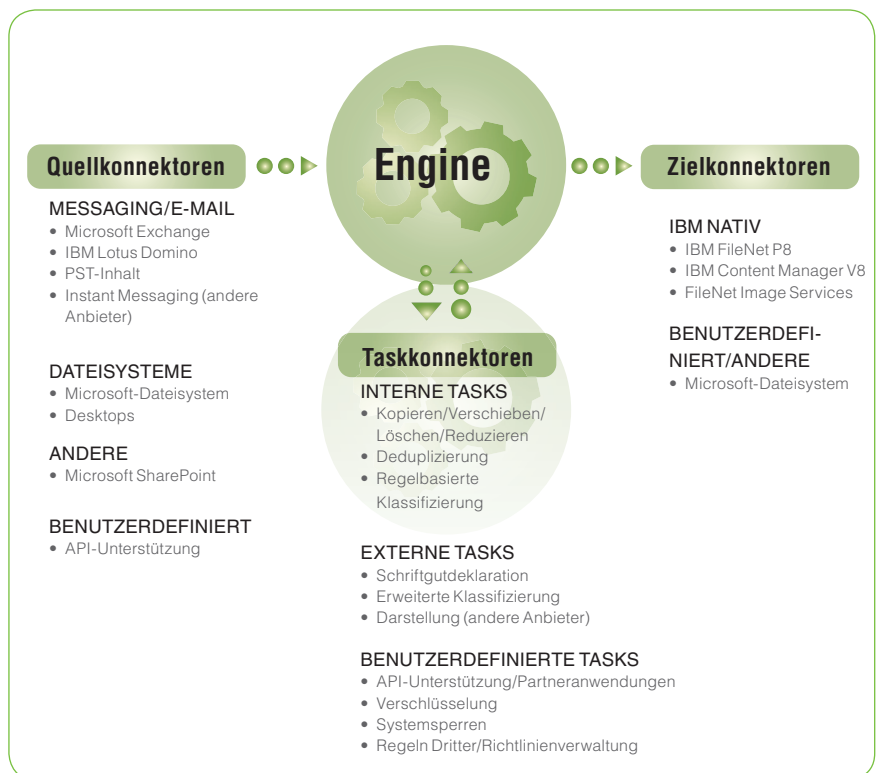 Engine
Quellkonnektoren
MESSAGING/E-MAIL
• Microsoft Exchange
• IBM Lotus Domino
• PST-Inhalt
• Instant Messaging (andere
Anbieter)
DATEISYSTEME
• Microsoft-Dateisystem
• Desktops
ANDERE
• Microsoft SharePoint
BENUTZERDEFINIERT
• API-Unterstützung
Taskkonnektoren
INTERNE TASKS
• Kopieren/Verschieben/
Löschen/Reduzieren
• Deduplizierung
• Regelbasierte
Klassifizierung
EXTERNE TASKS
• Schriftgutdeklaration
• Erweiterte Klassifizierung
• Darstellung (andere Anbieter)
BENUTZERDEFINIERTE TASKS
• API-Unterstützung/Partneranwendungen
• Verschlüsselung
• Systemsperren
• Regeln Dritter/Richtlinienverwaltung
Zielkonnektoren
IBM NATIV
• IBM FileNet P8
• IBM Content Manager V8
• FileNet Image Services
BENUTZERDEFI-
NIERT/ANDERE
• Microsoft-Dateisystem